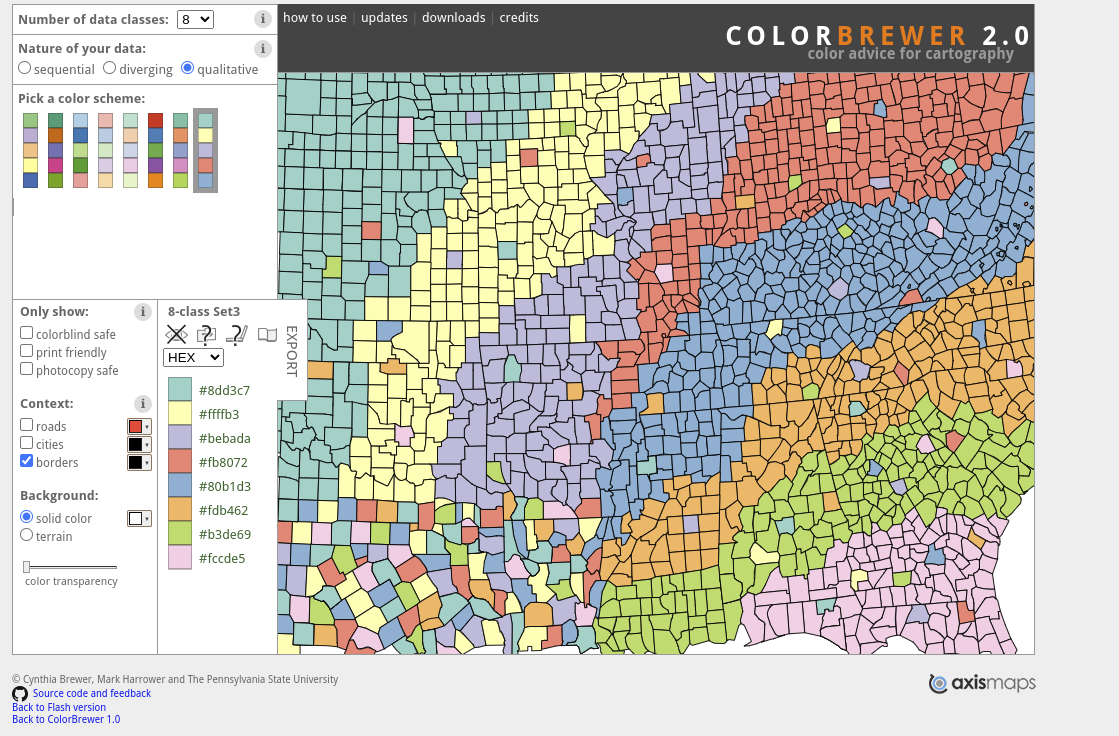 Number of data classes: 8 i
how to use | updates | downloads | credits
COLORBREWER 2.0
color advice for cartography
Nature of your data: i
sequential diverging qualitative
Pick a color scheme:
Only show: i
colorblind safe
print friendly
photocopy safe
Context: i
roads
cities
borders
Background:
solid color
terrain
color transparency
8-class Set3
? ?
HEX
EXPORT
#8dd3c7
#ffffb3
#bebada
#fb8072
#80b1d3
#fdb462
#b3de69
#fccde5
© Cynthia Brewer, Mark Harrower and The Pennsylvania State University
Source code and feedback
Back to Flash version
Back to ColorBrewer 1.0
axismaps